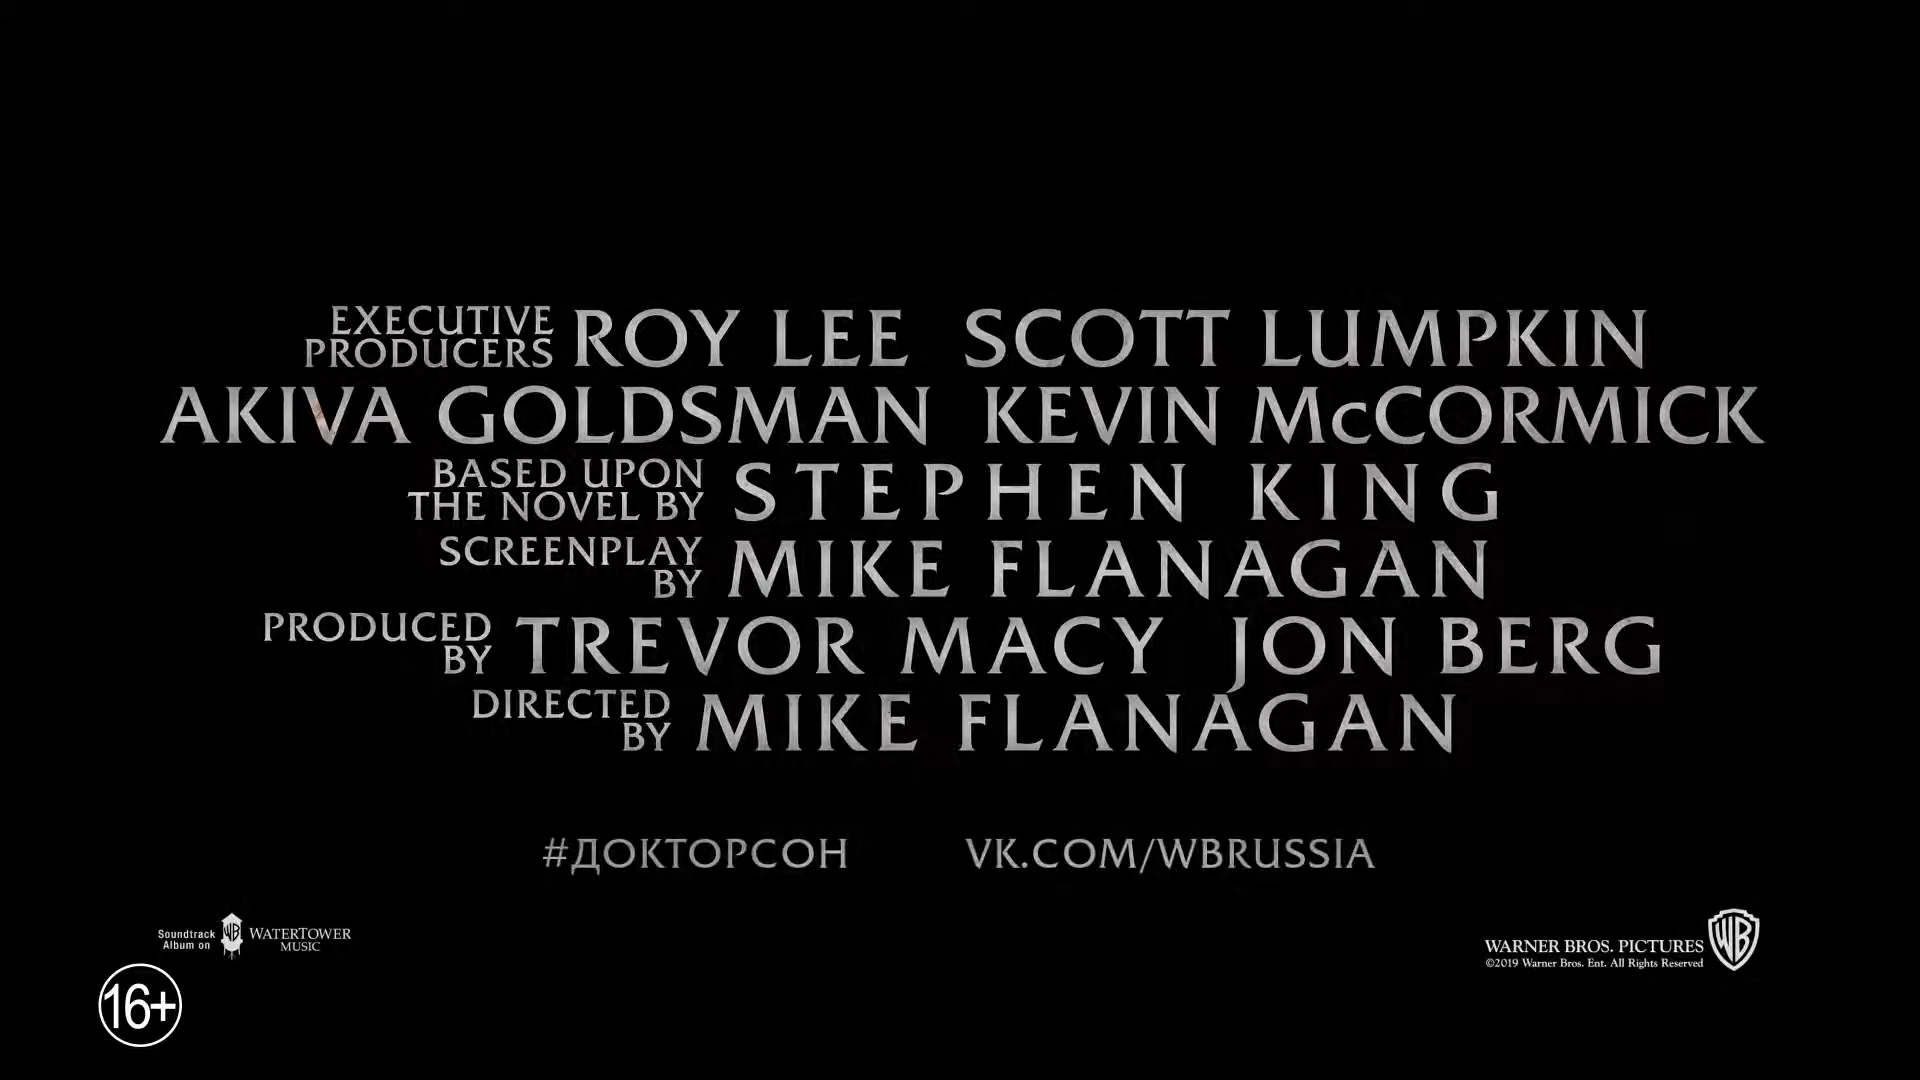 EXECUTIVE PRODUCERS ROY LEE SCOTT LUMPKIN
AKIVA GOLDSMAN KEVIN McCORMICK
BASED UPON THE NOVEL BY STEPHEN KING
SCREENPLAY BY MIKE FLANAGAN
PRODUCED BY TREVOR MACY JON BERG
DIRECTED BY MIKE FLANAGAN
#ДОКТОРСОН VK.COM/WBRUSSIA
Soundtrack Album on WB WATERTOWER MUSIC
WARNER BROS. PICTURES WB
©2019 Warner Bros. Ent. All Rights Reserved
16+